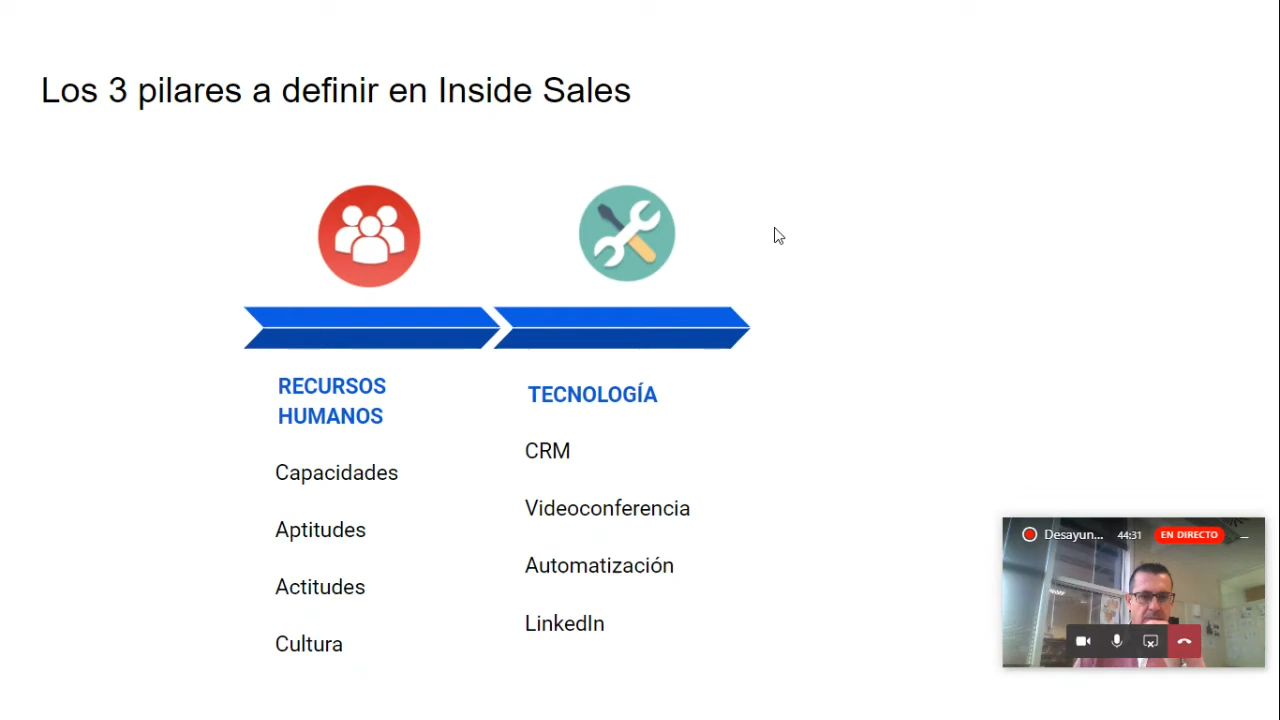 Los 3 pilares a definir en Inside Sales
RECURSOS
HUMANOS
Capacidades
Aptitudes
Actitudes
Cultura
TECNOLOGÍA
CRM
Videoconferencia
Automatización
LinkedIn
Desayun... 44:31 EN DIRECTO